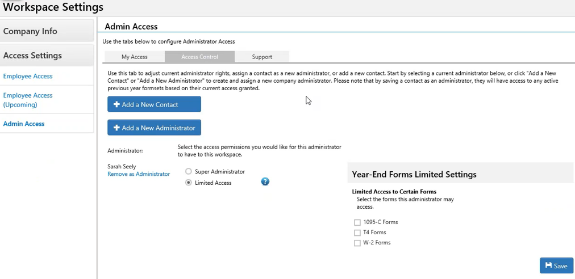 Workspace Settings
Company Info
Access Settings
Employee Access
Employee Access
(Upcoming)
Admin Access
Admin Access
Use the tabs below to configure Administrator Access
My Access
Access Control
Support
Use this tab to adjust current administrator rights, assign a contact as a new administrator, or add a new contact. Start by selecting a current administrator below, or click "Add a New
Contact" or "Add a New Administrator" to create and assign a new company administrator. Please note that by saving a contact as an administrator, they will have access to any active
previous year formsets based on their current access granted.
+ Add a New Contact
+ Add a New Administrator
Administrator:
Select the access permissions you would like for this administrator
to have to this workspace.
Sarah Seely
Remove as Administrator
Super Administrator
Limited Access
?
Year-End Forms Limited Settings
Limited Access to Certain Forms
Select the forms this administrator may
access.
1095-C Forms
T4 Forms
W-2 Forms
Save